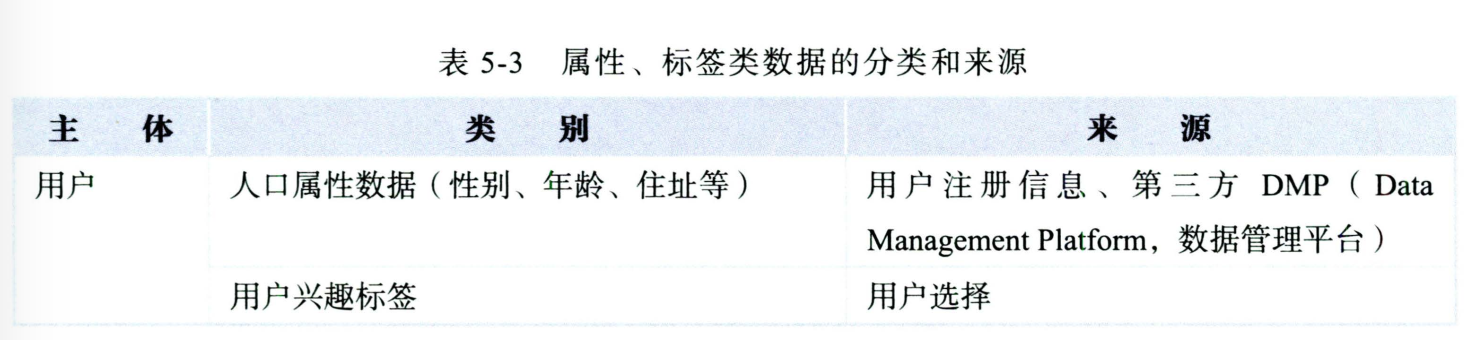 表 5-3 属性、标签类数据的分类和来源
主 体 类 别 来 源
用户 人口属性数据（性别、年龄、住址等） 用户注册信息、第三方 DMP（Data
Management Platform，数据管理平台）
用户兴趣标签 用户选择